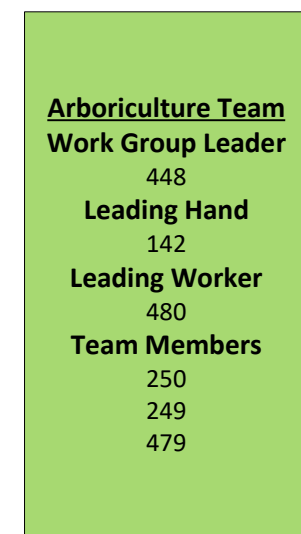 Arboriculture Team
Work Group Leader
448
Leading Hand
142
Leading Worker
480
Team Members
250
249
479